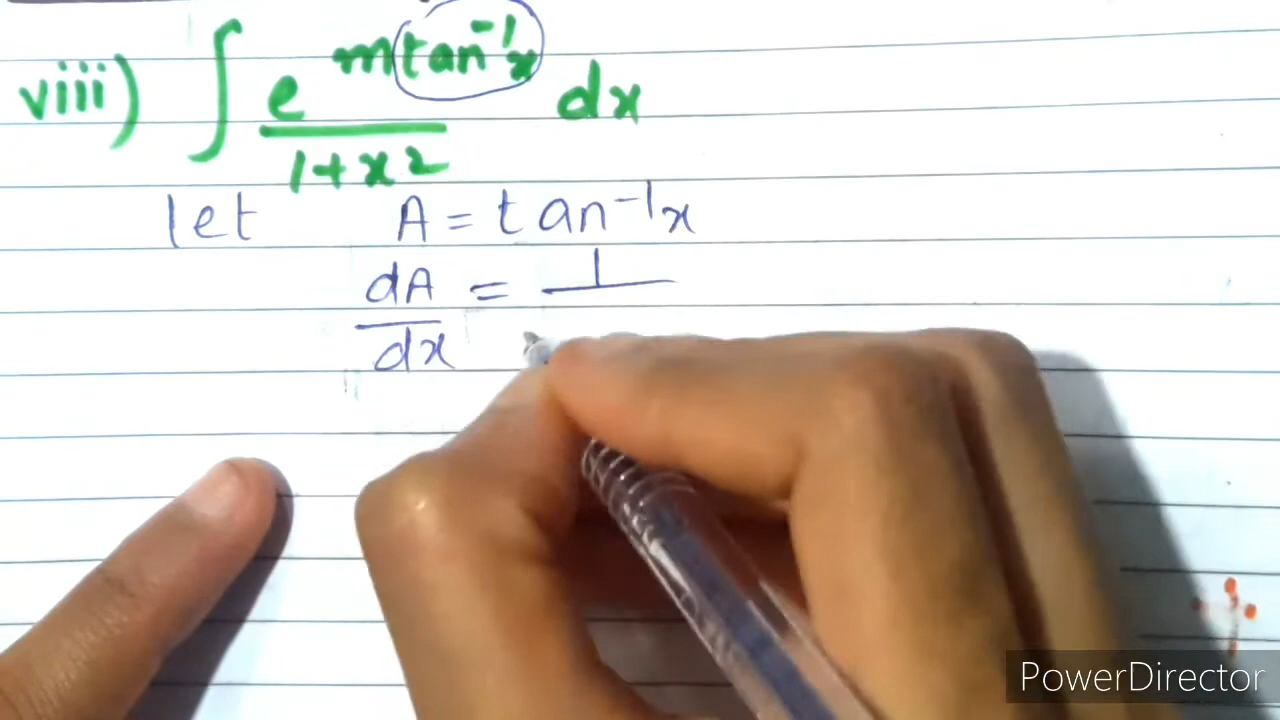 viii) ∫ e^(m tan⁻¹x) / 1+x² dx
let A = tan⁻¹x
dA/dx = 1/
PowerDirector